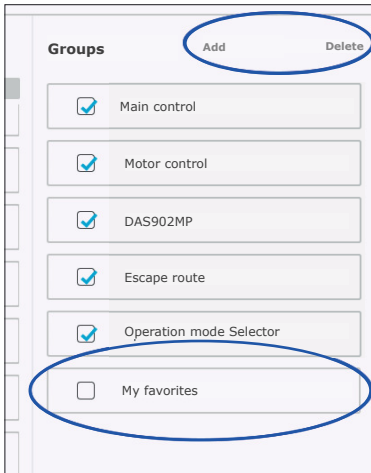 Groups Add Delete
Main control
Motor control
DAS902MP
Escape route
Operation mode Selector
My favorites